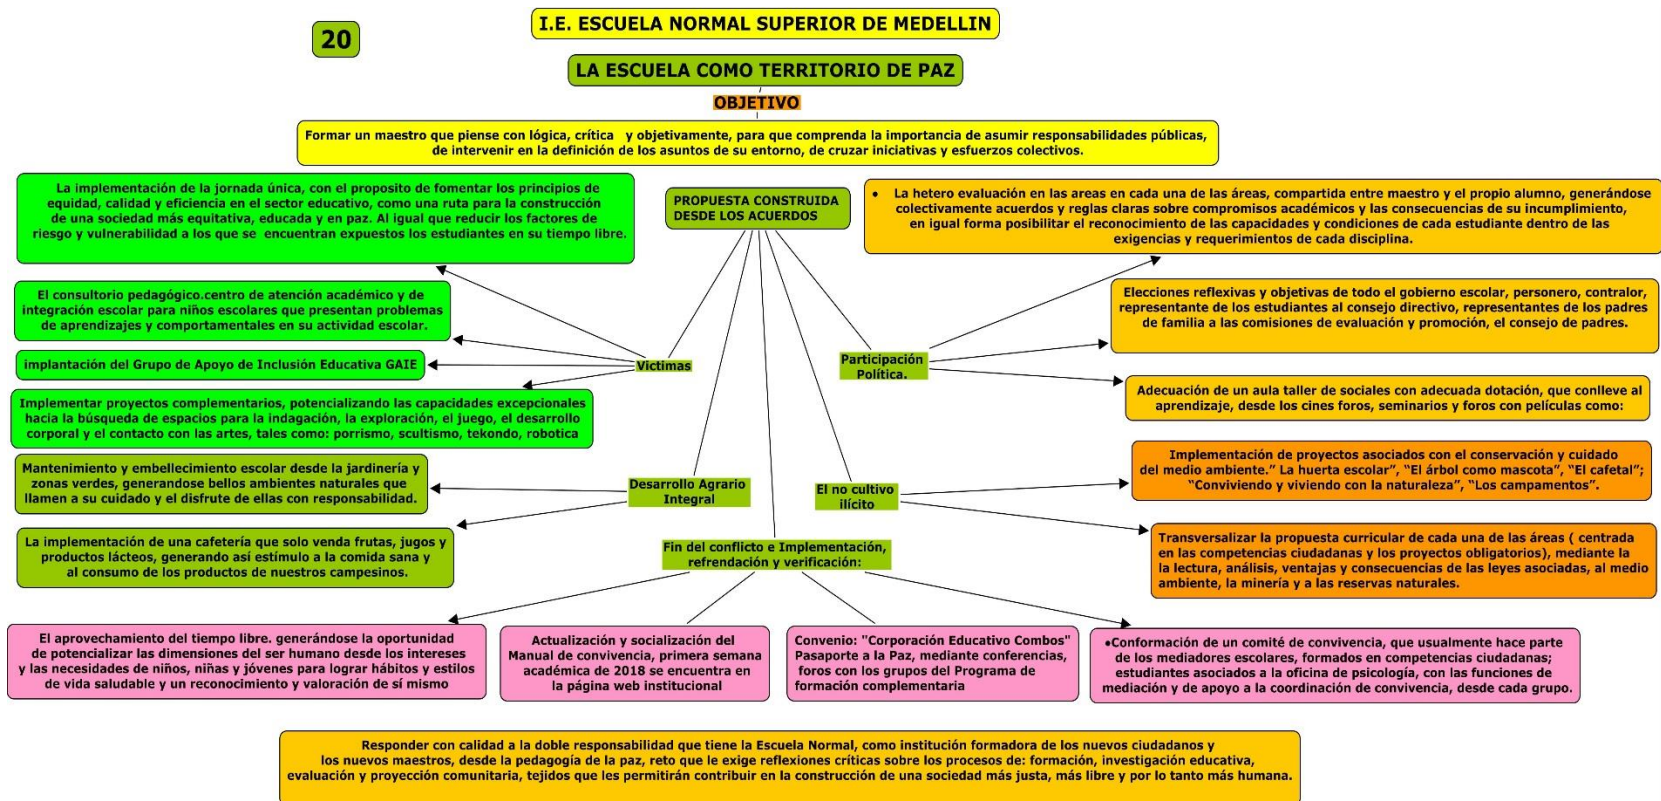 20
I.E. ESCUELA NORMAL SUPERIOR DE MEDELLIN
LA ESCUELA COMO TERRITORIO DE PAZ
OBJETIVO
Formar un maestro que piense con lógica, crítica y objetivamente, para que comprenda la importancia de asumir responsabilidades públicas,
de intervenir en la definición de los asuntos de su entorno, de cruzar iniciativas y esfuerzos colectivos.
PROPUESTA CONSTRUIDA
DESDE LOS ACUERDOS
La implementación de la jornada única, con el proposito de fomentar los principios de
equidad, calidad y eficiencia en el sector educativo, como una ruta para la construcción
de una sociedad más equitativa, educada y en paz. Al igual que reducir los factores de
riesgo y vulnerabilidad a los que se encuentran expuestos los estudiantes en su tiempo libre.
El consultorio pedagógico.centro de atención académico y de
integración escolar para niños escolares que presentan problemas
de aprendizajes y comportamentales en su actividad escolar.
implantación del Grupo de Apoyo de Inclusión Educativa GAIE
Victimas
Implementar proyectos complementarios, potencializando las capacidades excepcionales
hacia la búsqueda de espacios para la indagación, la exploración, el juego, el desarrollo
corporal y el contacto con las artes, tales como: porrismo, scultismo, tekondo, robotica
• La hetero evaluación en las areas en cada una de las áreas, compartida entre maestro y el propio alumno, generándose
colectivamente acuerdos y reglas claras sobre compromisos académicos y las consecuencias de su incumplimiento,
en igual forma posibilitar el reconocimiento de las capacidades y condiciones de cada estudiante dentro de las
exigencias y requerimientos de cada disciplina.
Elecciones reflexivas y objetivas de todo el gobierno escolar, personero, contralor,
representante de los estudiantes al consejo directivo, representantes de los padres
de familia a las comisiones de evaluación y promoción, el consejo de padres.
Participación
Política.
Adecuación de un aula taller de sociales con adecuada dotación, que conlleve al
aprendizaje, desde los cines foros, seminarios y foros con películas como:
Mantenimiento y embellecimiento escolar desde la jardinería y
zonas verdes, generandose bellos ambientes naturales que
llamen a su cuidado y el disfrute de ellas con responsabilidad.
Desarrollo Agrario
Integral
La implementación de una cafetería que solo venda frutas, jugos y
productos lácteos, generando así estímulo a la comida sana y
al consumo de los productos de nuestros campesinos.
El no cultivo
ilícito
Implementación de proyectos asociados con el conservación y cuidado
del medio ambiente.” La huerta escolar”, “El árbol como mascota”, “El cafetal”;
“Conviviendo y viviendo con la naturaleza”, “Los campamentos”.
Transversalizar la propuesta curricular de cada una de las áreas ( centrada
en las competencias ciudadanas y los proyectos obligatorios), mediante la
la lectura, análisis, ventajas y consecuencias de las leyes asociadas, al medio
ambiente, la minería y a las reservas naturales.
Fin del conflicto e Implementación,
refrendación y verificación:
El aprovechamiento del tiempo libre. generándose la oportunidad
de potencializar las dimensiones del ser humano desde los intereses
y las necesidades de niños, niñas y jóvenes para lograr hábitos y estilos
de vida saludable y un reconocimiento y valoración de sí mismo
Actualización y socialización del
Manual de convivencia, primera semana
académica de 2018 se encuentra en
la página web institucional
Convenio: "Corporación Educativo Combos"
Pasaporte a la Paz, mediante conferencias,
foros con los grupos del Programa de
formación complementaria
•Conformación de un comité de convivencia, que usualmente hace parte
de los mediadores escolares, formados en competencias ciudadanas;
estudiantes asociados a la oficina de psicología, con las funciones de
mediación y de apoyo a la coordinación de convivencia, desde cada grupo.
Responder con calidad a la doble responsabilidad que tiene la Escuela Normal, como institución formadora de los nuevos ciudadanos y
los nuevos maestros, desde la pedagogía de la paz, reto que le exige reflexiones críticas sobre los procesos de: formación, investigación educativa,
evaluación y proyección comunitaria, tejidos que les permitirán contribuir en la construcción de una sociedad más justa, más libre y por lo tanto más humana.